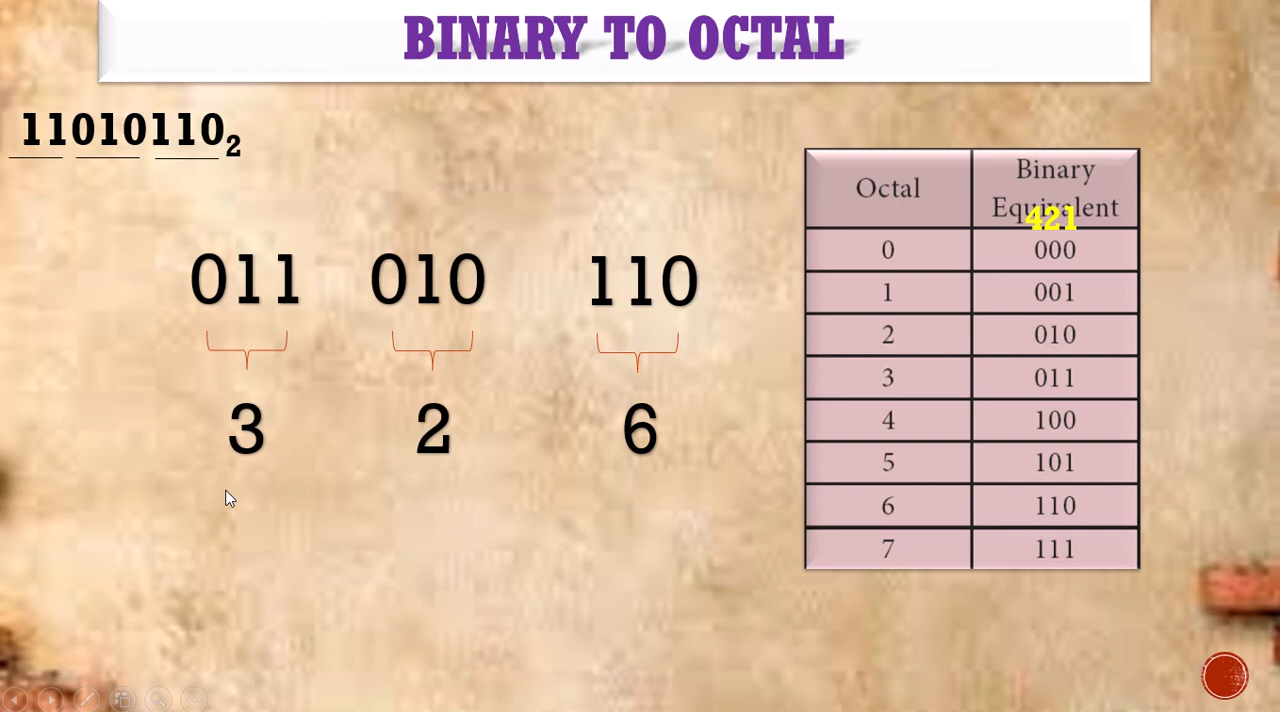 BINARY TO OCTAL
11010110₂
011 010 110
3 2 6
Octal Binary Equivalent
421
0 000
1 001
2 010
3 011
4 100
5 101
6 110
7 111